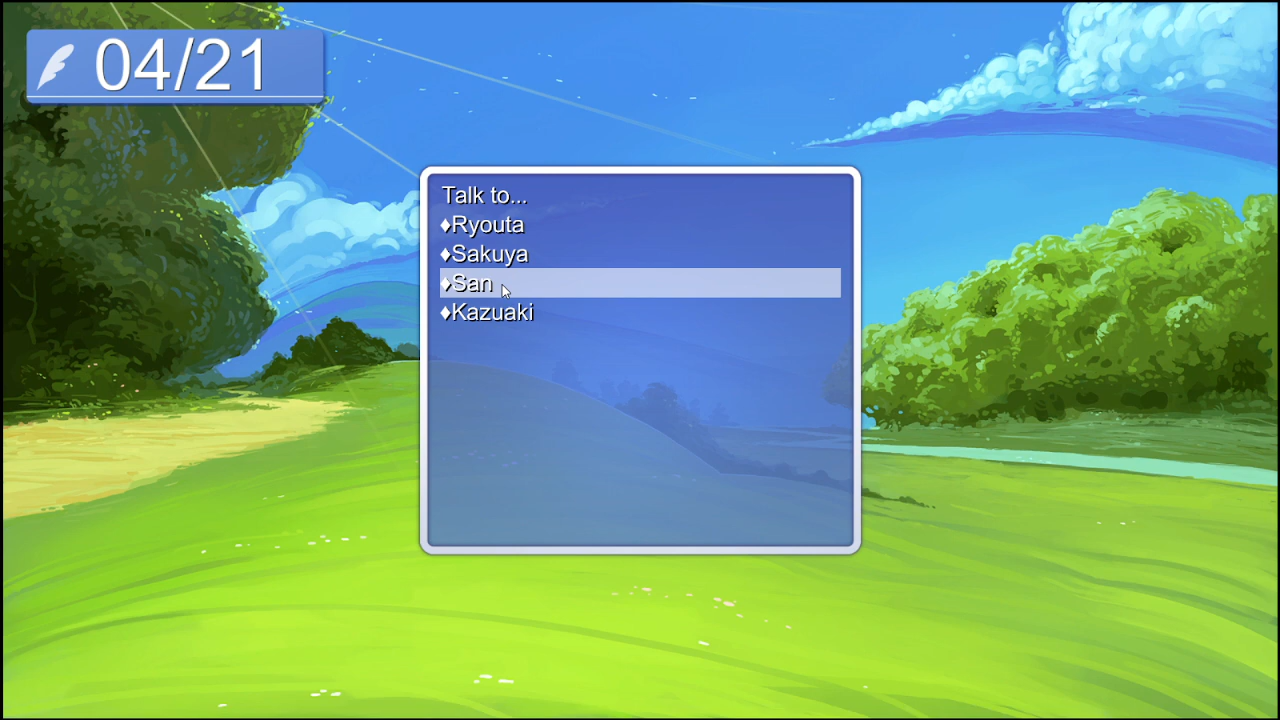 04/21
Talk to...
♦Ryouta
♦Sakuya
♦San
♦Kazuaki